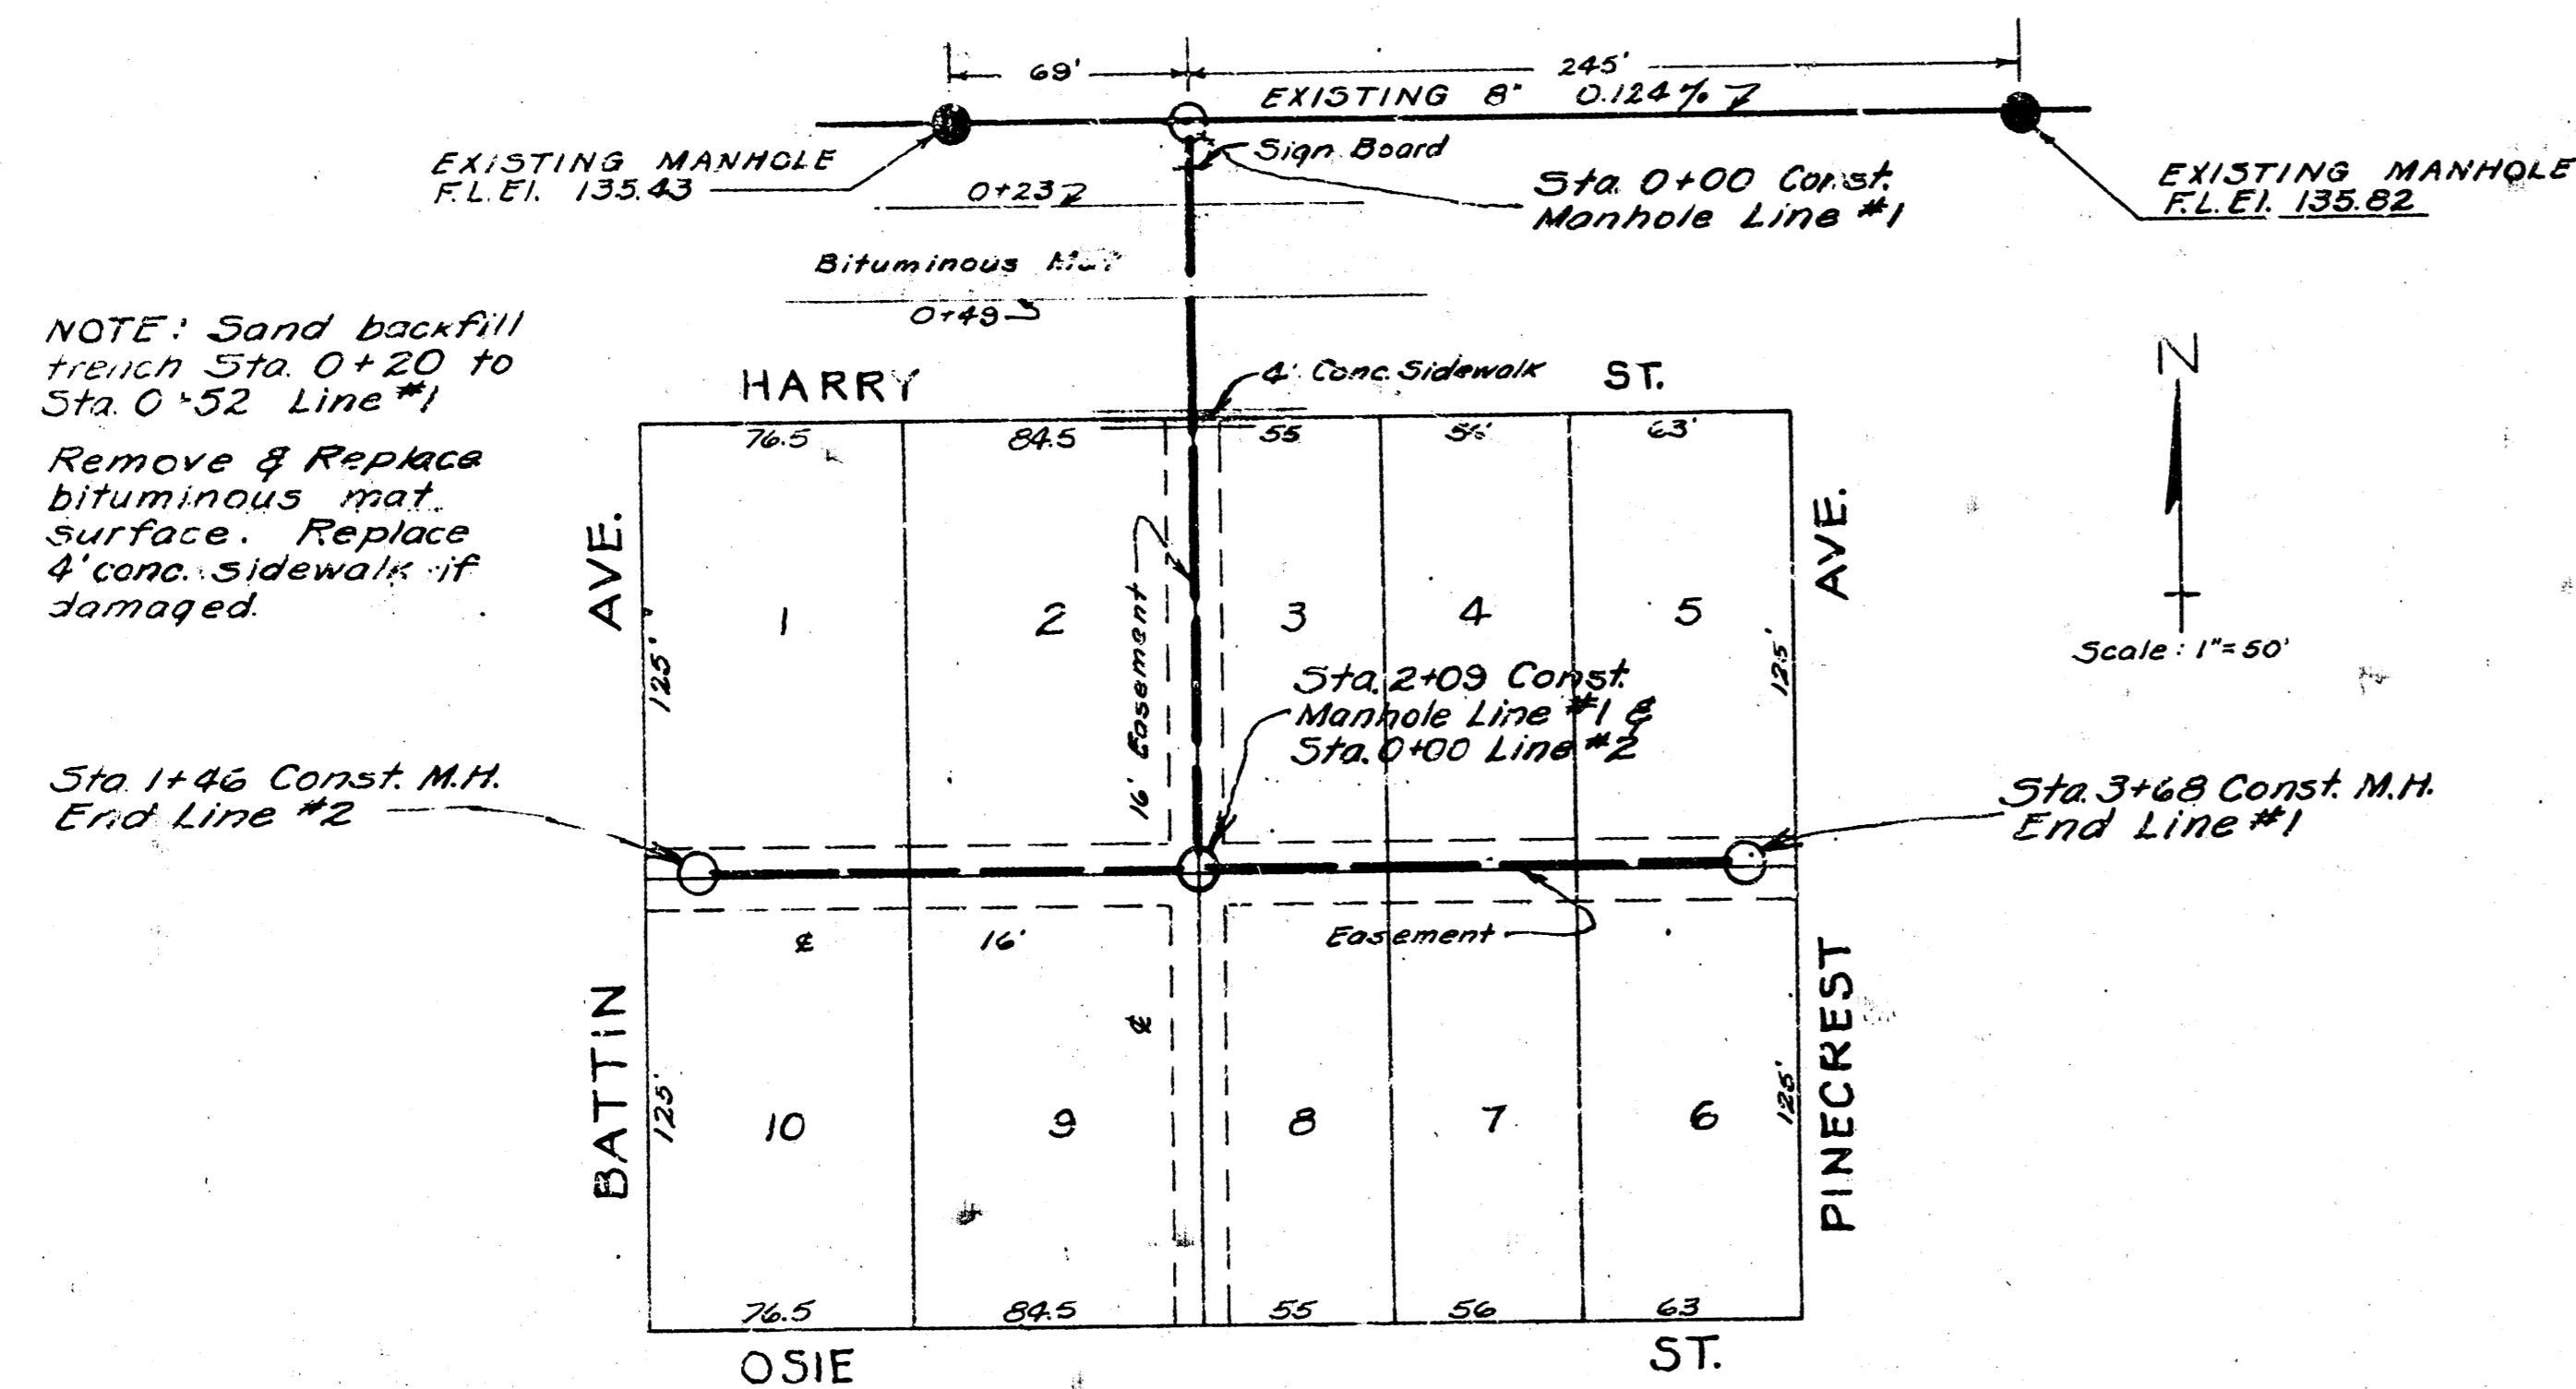 69'
245'
EXISTING 8" 0.124%
EXISTING MANHOLE
F.L.El. 135.43
Sign Board
0+23
Sta. 0+00 Const.
Manhole Line #1
EXISTING MANHOLE
F.L.El. 135.82
Bituminous
0+49
NOTE: Sand backfill
trench Sta. 0+20 to
Sta. 0+52 Line #1
Remove & Replace
bituminous mat
surface. Replace
4' conc. sidewalk if
damaged.
HARRY ST.
4' Conc. Sidewalk
N
Scale: 1"=50'
76.5
84.5
55
63'
AVE.
AVE.
125'
125'
1
2
3
4
5
16' Easement
Sta. 2+09 Const.
Manhole Line #1 &
Sta. 0+00 Line #2
Sta. 1+46 Const. M.H.
End Line #2
Sta. 3+68 Const. M.H.
End Line #1
℄
16'
Easement
℄
BATTIN
PINECREST
125'
125'
10
9
8
7
6
76.5
84.5
55
56
63
OSIE ST.